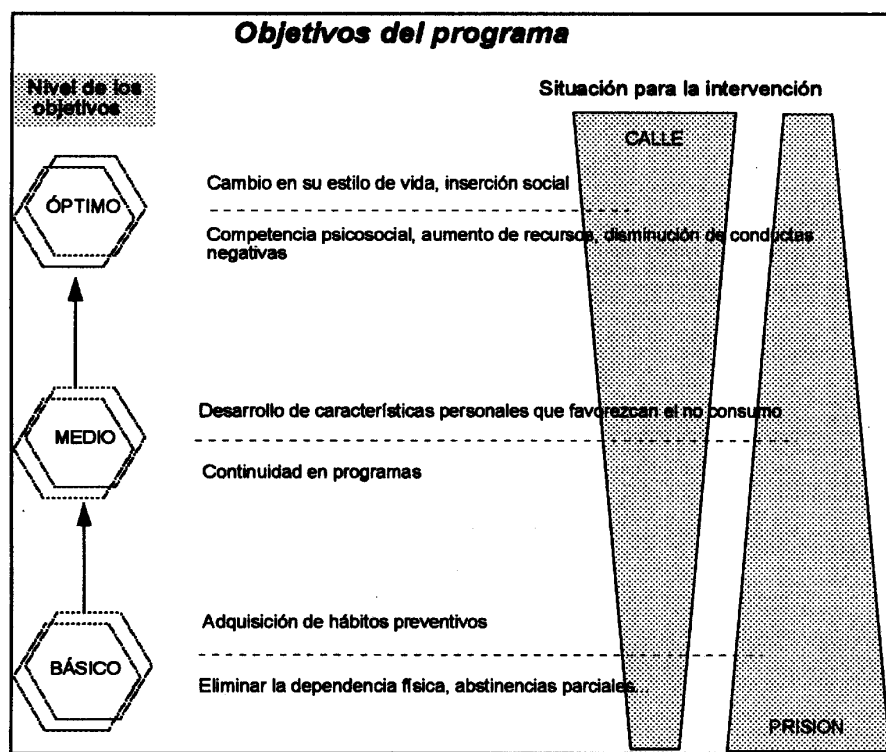 Objetivos del programa
Nivel de los
objetivos
Situación para la intervención
CALLE
ÓPTIMO
Cambio en su estilo de vida, inserción social
Competencia psicosocial, aumento de recursos, disminución de conductas
negativas
MEDIO
Desarrollo de características personales que favorezcan el no consumo
Continuidad en programas
BÁSICO
Adquisición de hábitos preventivos
Eliminar la dependencia física, abstinencias parciales...
PRISION